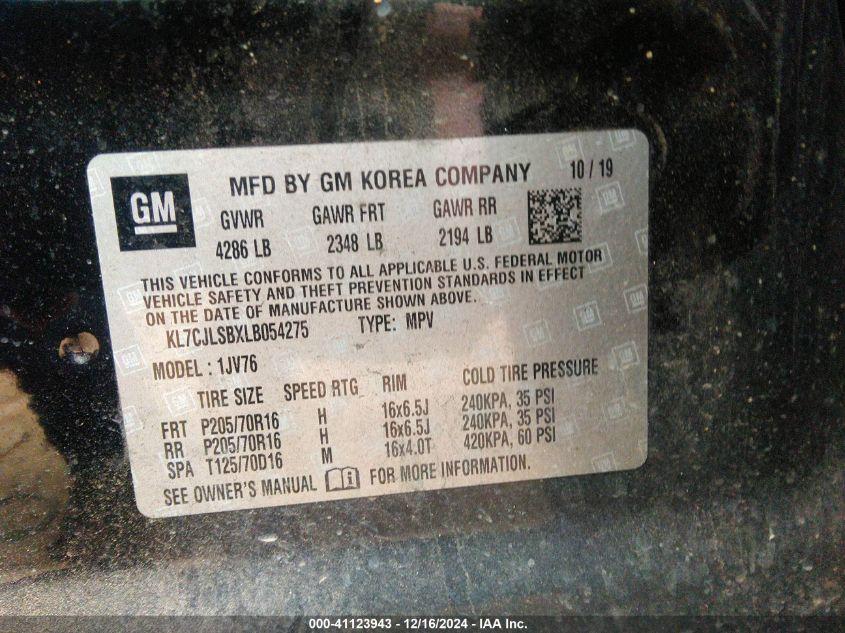 GM
MFD BY GM KOREA COMPANY 10 / 19
GVWR GAWR FRT GAWR RR
4286 LB 2348 LB 2194 LB
THIS VEHICLE CONFORMS TO ALL APPLICABLE U.S. FEDERAL MOTOR
VEHICLE SAFETY AND THEFT PREVENTION STANDARDS IN EFFECT
ON THE DATE OF MANUFACTURE SHOWN ABOVE.
KL7CJLSBXLB054275 TYPE: MPV
MODEL : 1JV76
TIRE SIZE SPEED RTG RIM COLD TIRE PRESSURE
FRT P205/70R16 H 16x6.5J 240KPA, 35 PSI
RR P205/70R16 H 16x6.5J 240KPA, 35 PSI
SPA T125/70D16 M 16x4.0T 420KPA, 60 PSI
SEE OWNER'S MANUAL FOR MORE INFORMATION.
000-41123943 - 12/16/2024 - IAA Inc.